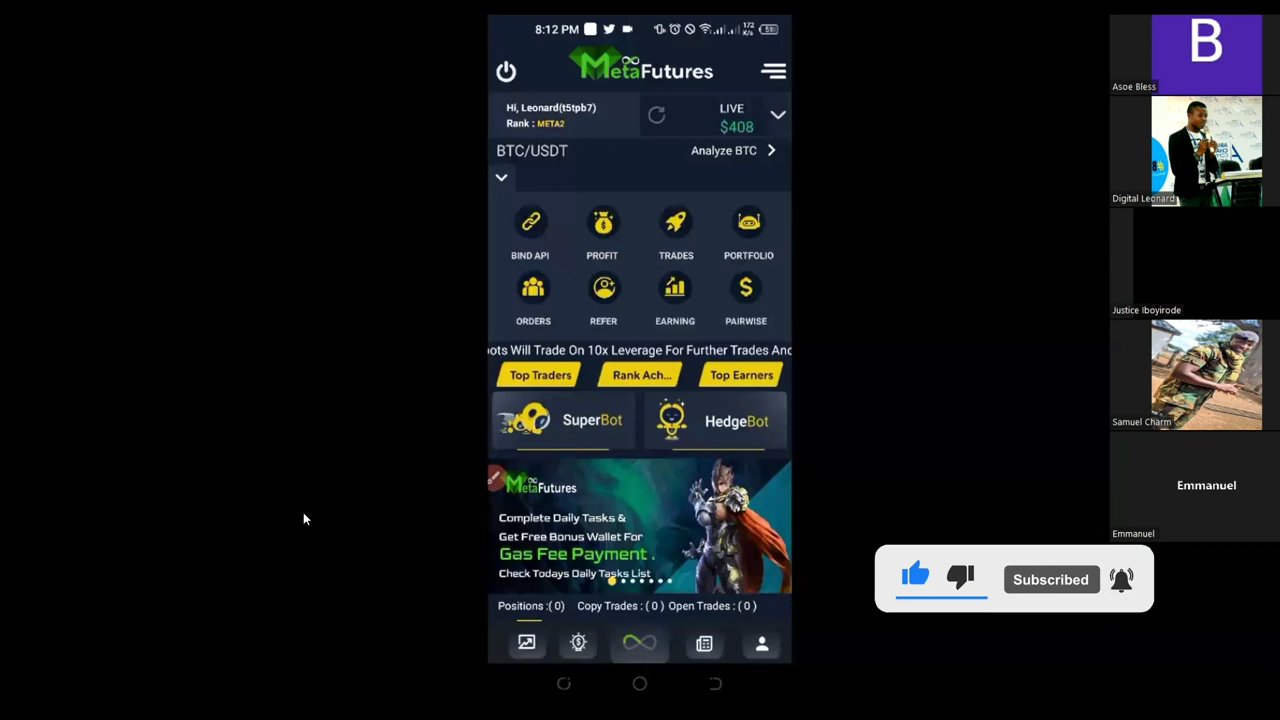 8:12 PM
172
K/s
51
MetaFutures
Hi, Leonard(t5tpb7)
Rank : META2
LIVE
$408
BTC/USDT
Analyze BTC
BIND API
PROFIT
TRADES
PORTFOLIO
ORDERS
REFER
EARNING
PAIRWISE
ots Will Trade On 10x Leverage For Further Trades And
Top Traders
Rank Ach...
Top Earners
SuperBot
HedgeBot
MetaFutures
Complete Daily Tasks &
Get Free Bonus Wallet For
Gas Fee Payment .
Check Todays Daily Tasks List
Positions :( 0) Copy Trades : ( 0 ) Open Trades : ( 0 )
B
Asoe Bless
Digital Leonard
Justice Iboyirode
Samuel Charm
Emmanuel
Emmanuel
Subscribed